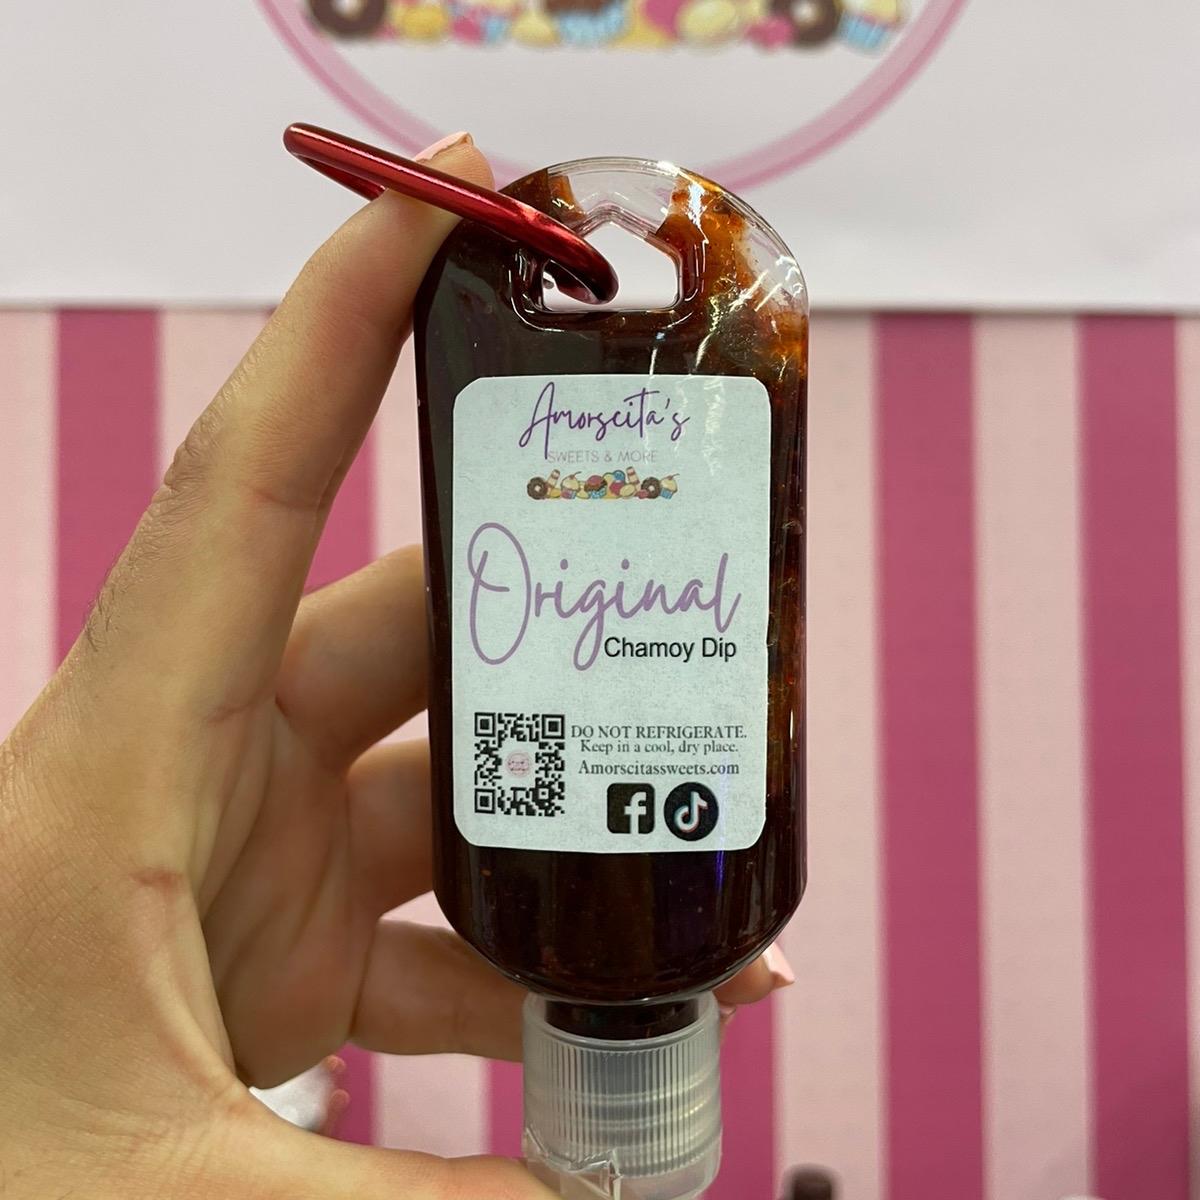 Amorscita's
SWEETS & MORE
Original
Chamoy Dip
DO NOT REFRIGERATE.
Keep in a cool, dry place.
Amorscitassweets.com